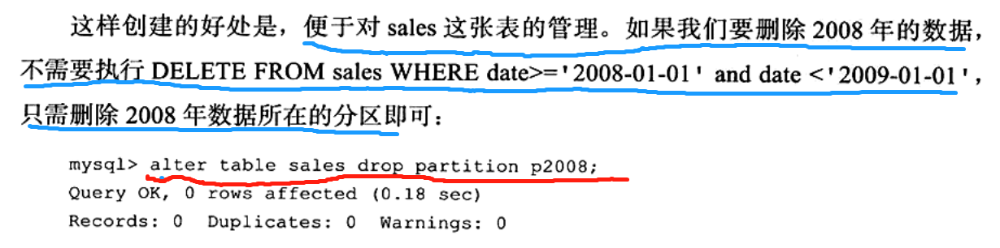 这样创建的好处是，便于对 sales 这张表的管理。如果我们要删除 2008 年的数据，
不需要执行 DELETE FROM sales WHERE date>='2008-01-01' and date <'2009-01-01'，
只需删除 2008 年数据所在的分区即可：
mysql> alter table sales drop partition p2008;
Query OK, 0 rows affected (0.18 sec)
Records: 0 Duplicates: 0 Warnings: 0